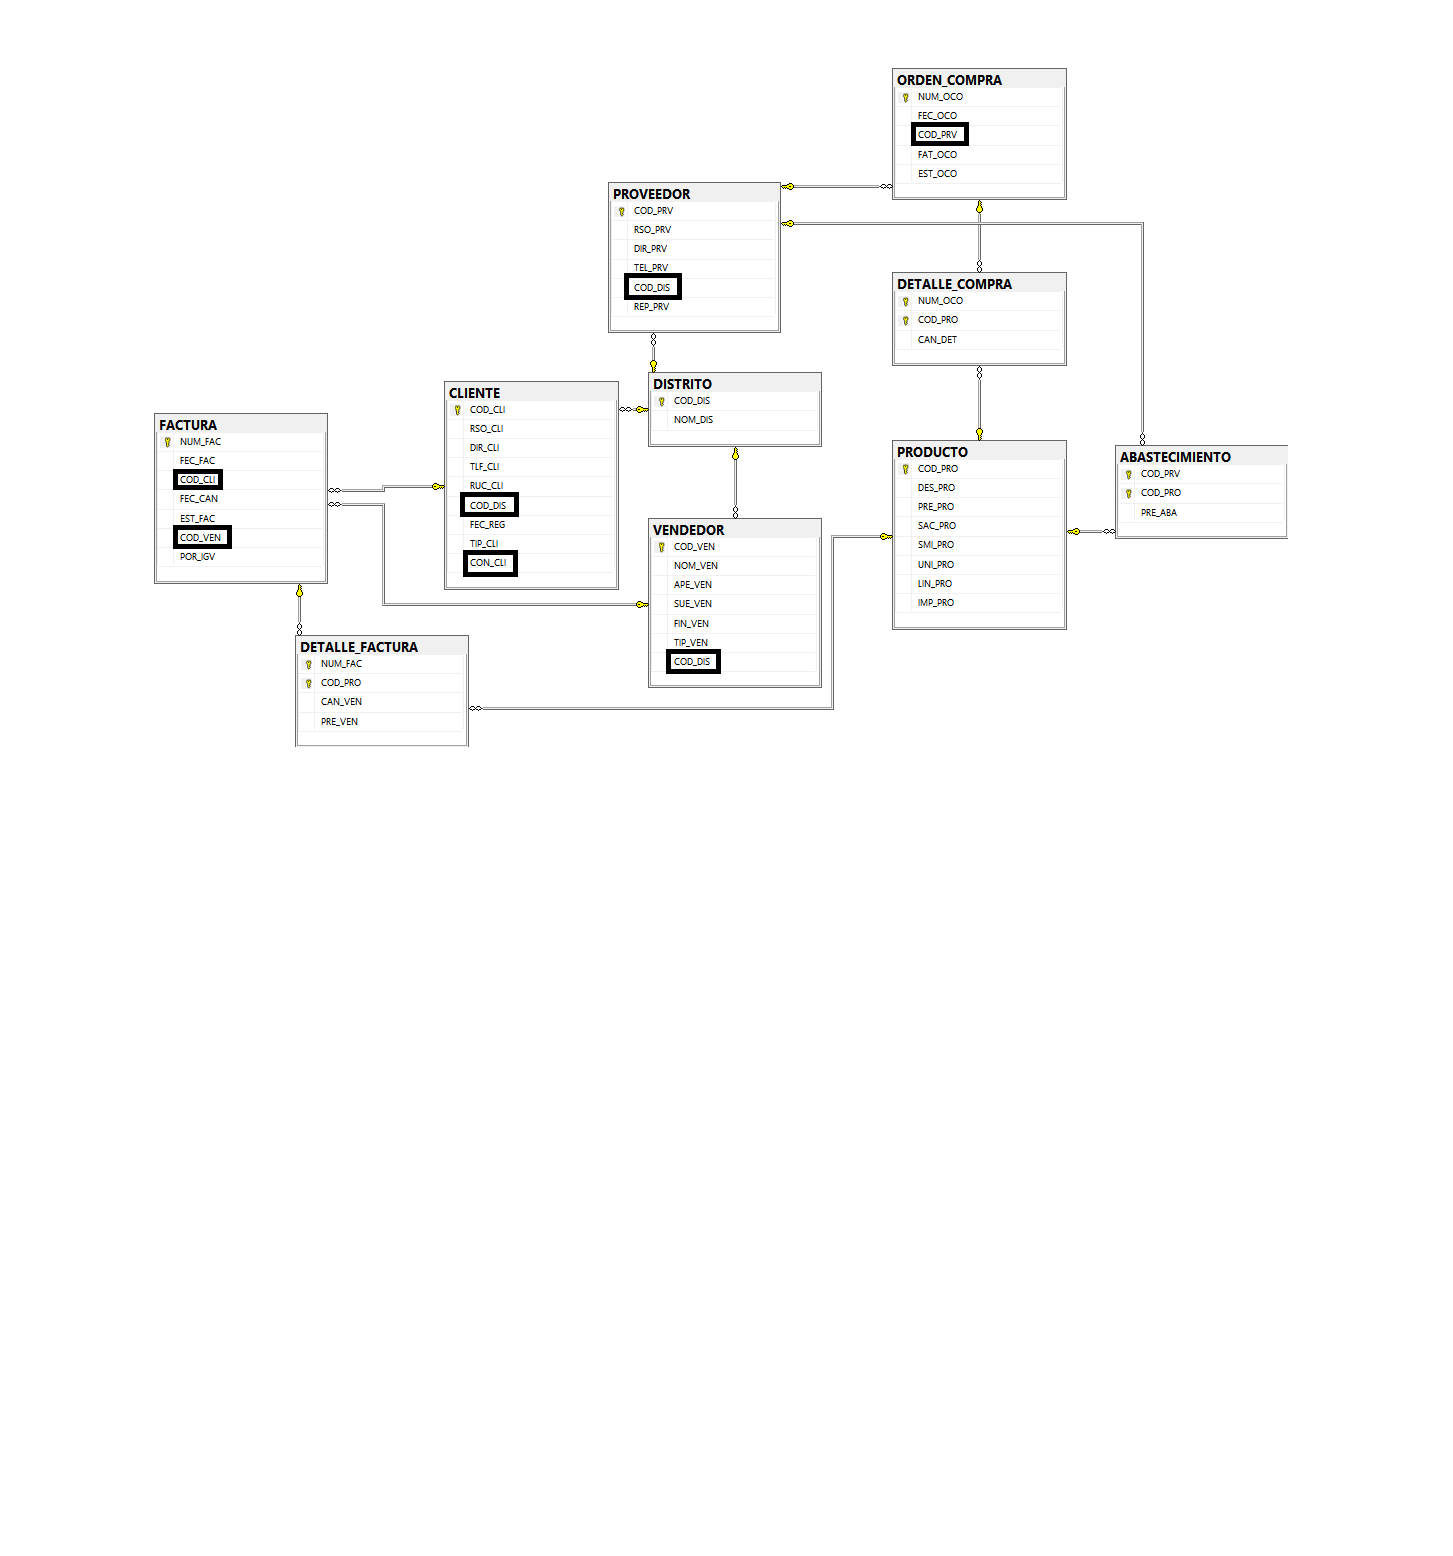 ORDEN_COMPRA
NUM_OCO
FEC_OCO
COD_PRV
FAT_OCO
EST_OCO
PROVEEDOR
COD_PRV
RSO_PRV
DIR_PRV
TEL_PRV
COD_DIS
REP_PRV
DETALLE_COMPRA
NUM_OCO
COD_PRO
CAN_DET
DISTRITO
COD_DIS
NOM_DIS
CLIENTE
COD_CLI
RSO_CLI
DIR_CLI
TLF_CLI
RUC_CLI
COD_DIS
FEC_REG
TIP_CLI
CON_CLI
FACTURA
NUM_FAC
FEC_FAC
COD_CLI
FEC_CAN
EST_FAC
COD_VEN
POR_IGV
PRODUCTO
COD_PRO
DES_PRO
PRE_PRO
SAC_PRO
SMI_PRO
UNI_PRO
LIN_PRO
IMP_PRO
ABASTECIMIENTO
COD_PRV
COD_PRO
PRE_ABA
VENDEDOR
COD_VEN
NOM_VEN
APE_VEN
SUE_VEN
FIN_VEN
TIP_VEN
COD_DIS
DETALLE_FACTURA
NUM_FAC
COD_PRO
CAN_VEN
PRE_VEN